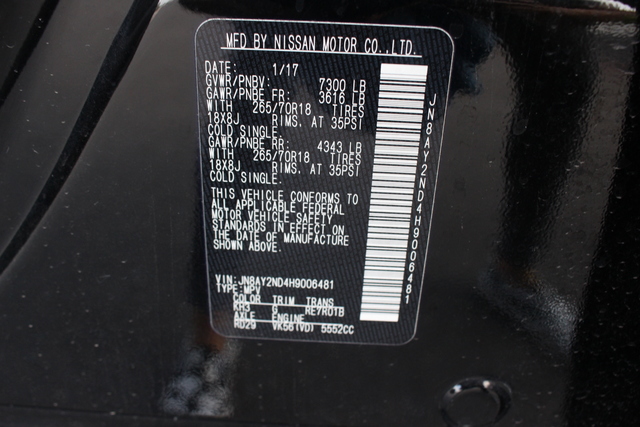 MFD BY NISSAN MOTOR CO.,LTD.
DATE: 1/17
GVWR/PNBV: 7300 LB
GAWR/PNBE FR: 3616 LB
WITH 265/70R18 TIRES
18X8J RIMS, AT 35PSI
COLD SINGLE.
GAWR/PNBE RR: 4343 LB
WITH 265/70R18 TIRES
18X8J RIMS, AT 35PSI
COLD SINGLE.
THIS VEHICLE CONFORMS TO
ALL APPLICABLE FEDERAL
MOTOR VEHICLE SAFETY
STANDARDS IN EFFECT ON
THE DATE OF MANUFACTURE
SHOWN ABOVE.
VIN: JN8AY2ND4H9006481
TYPE: MPV
COLOR TRIM TRANS
KH3 G RE7R01B
AXLE ENGINE
RD29 VK56(VD) 5552CC
JN8AY2ND4H9006481